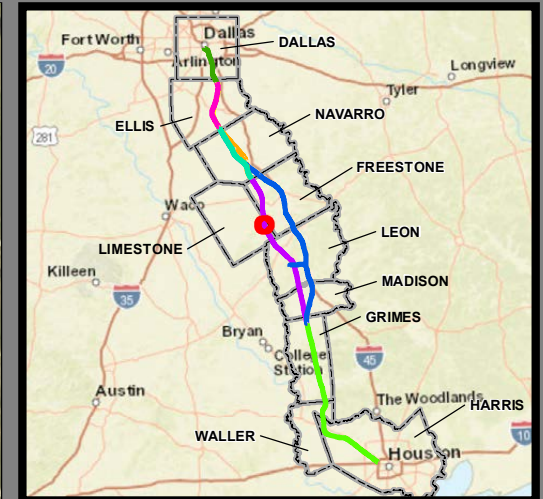 Fort Worth
Dallas
DALLAS
Arlington
20
Longview
Tyler
ELLIS
NAVARRO
281
FREESTONE
Waco
LIMESTONE
LEON
Killeen
MADISON
35
GRIMES
Bryan
College
Station
45
Austin
The Woodlands
HARRIS
WALLER
10
Houston